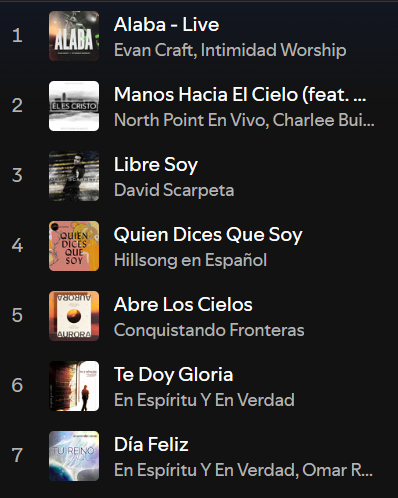 1
ALABA
Alaba - Live
Evan Craft, Intimidad Worship
2
ÉL ES CRISTO
Manos Hacia El Cielo (feat. ...
North Point En Vivo, Charlee Bui...
3
Libre Soy
David Scarpeta
4
QUIEN
DICES
QUE
SOY
Quien Dices Que Soy
Hillsong en Español
5
AURORA
AURORA
Abre Los Cielos
Conquistando Fronteras
6
Te Doy Gloria
En Espíritu Y En Verdad
7
TU REINO
Día Feliz
En Espíritu Y En Verdad, Omar R...